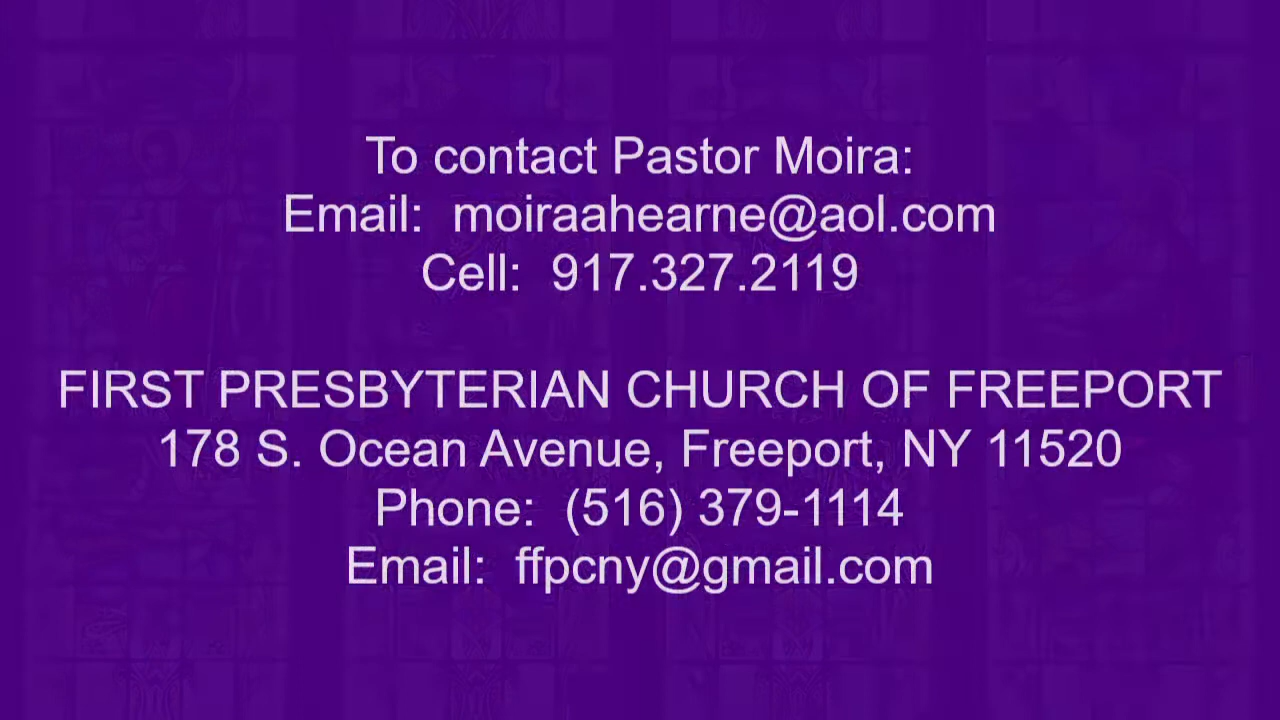 To contact Pastor Moira:
Email:  moiraahearne@aol.com
Cell:  917.327.2119
FIRST PRESBYTERIAN CHURCH OF FREEPORT
178 S. Ocean Avenue, Freeport, NY 11520
Phone:  (516) 379-1114
Email:  ffpcny@gmail.com